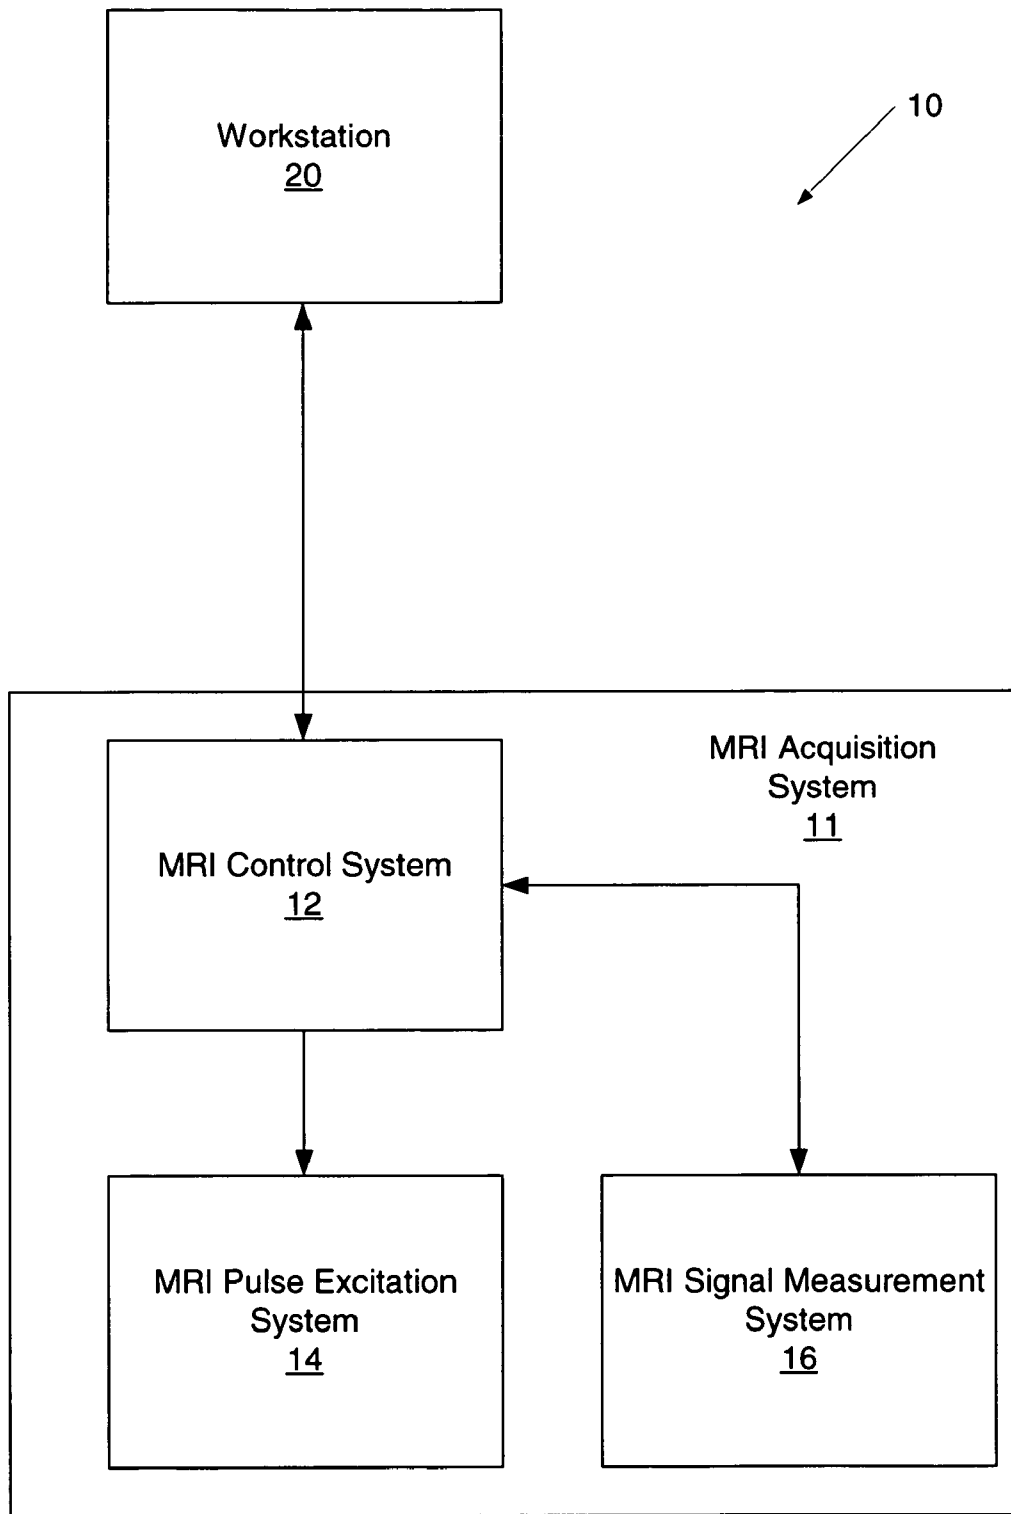 Workstation
20
10
MRI Acquisition
System
11
MRI Control System
12
MRI Pulse Excitation
System
14
MRI Signal Measurement
System
16